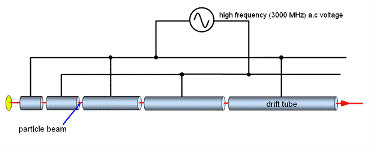 high frequency (3000 MHz) a.c voltage
drift tube
particle beam